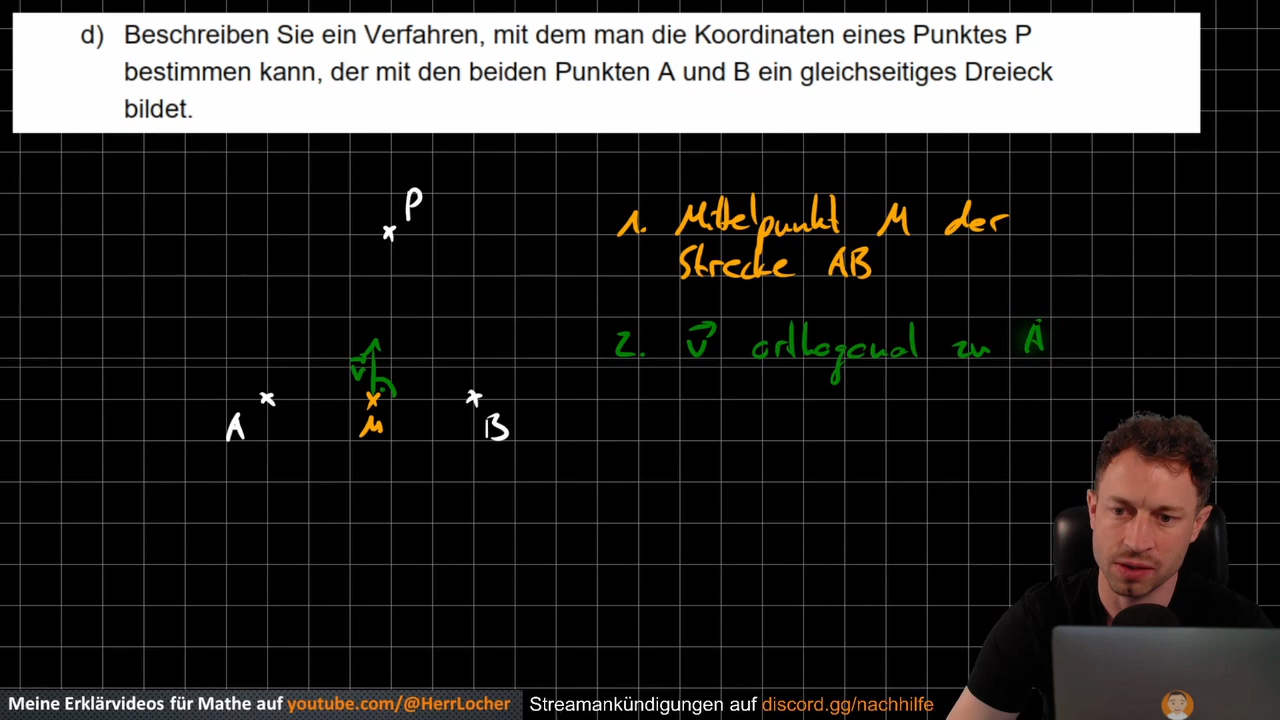 d) Beschreiben Sie ein Verfahren, mit dem man die Koordinaten eines Punktes P
bestimmen kann, der mit den beiden Punkten A und B ein gleichseitiges Dreieck
bildet.
P
1. Mittelpunkt M der
Strecke AB
2. v⃗ orthogonal zu A
v⃗
A
M
B
Meine Erklärvideos für Mathe auf youtube.com/@HerrLocher Streamankündigungen auf discord.gg/nachhilfe